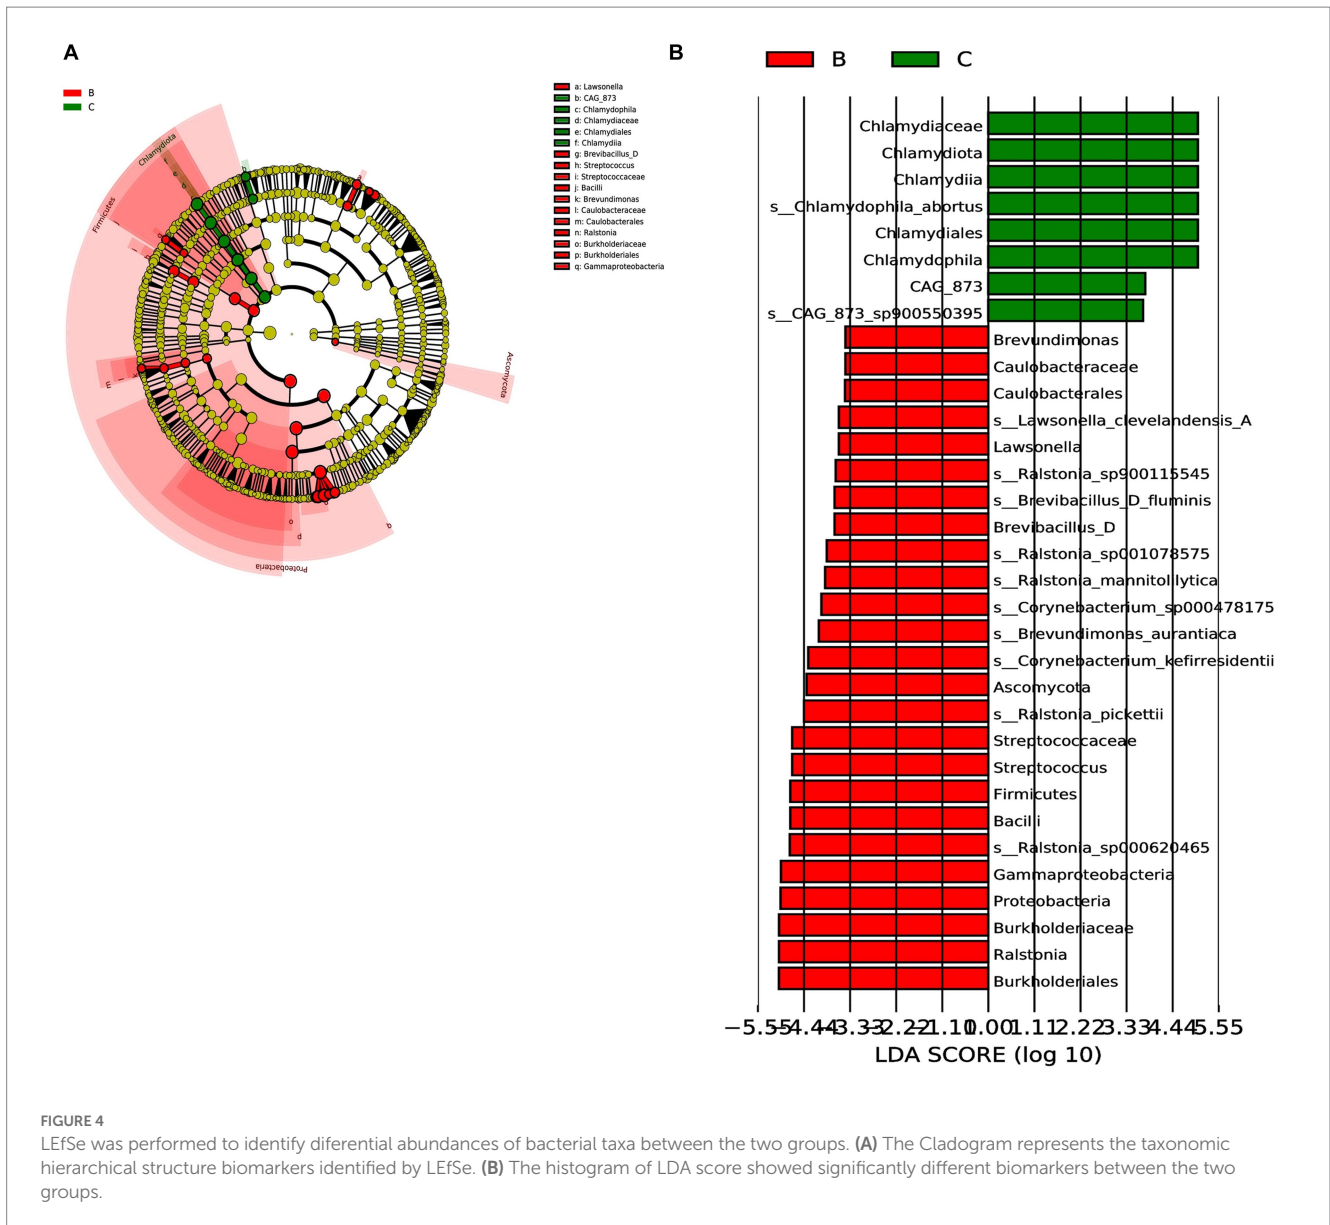 A
B
C
Chlamydiota
f
e
d
Firmicutes
Ascomycota
m
l
k
o
p
q
Proteobacteria
a: Lawsonella
b: CAG_873
c: Chlamydophila
d: Chlamydiaceae
e: Chlamydiales
f: Chlamydiia
g: Brevibacillus_D
h: Streptococcus
i: Streptococcaceae
j: Bacilli
k: Brevundimonas
l: Caulobacteraceae
m: Caulobacterales
n: Ralstonia
o: Burkholderiaceae
p: Burkholderiales
q: Gammaproteobacteria
B
B C
Chlamydiaceae
Chlamydiota
Chlamydiia
s__Chlamydophila_abortus
Chlamydiales
Chlamydophila
CAG_873
s__CAG_873_sp900550395
Brevundimonas
Caulobacteraceae
Caulobacterales
s__Lawsonella_clevelandensis_A
Lawsonella
s__Ralstonia_sp900115545
s__Brevibacillus_D_fluminis
Brevibacillus_D
s__Ralstonia_sp001078575
s__Ralstonia_mannitolilytica
s__Corynebacterium_sp000478175
s__Brevundimonas_aurantiaca
s__Corynebacterium_kefirresidentii
Ascomycota
s__Ralstonia_pickettii
Streptococcaceae
Streptococcus
Firmicutes
Bacilli
s__Ralstonia_sp000620465
Gammaproteobacteria
Proteobacteria
Burkholderiaceae
Ralstonia
Burkholderiales
−5.55 −4.44 −3.33 −2.22 −1.11 0.00 1.11 2.22 3.33 4.44 5.55
LDA SCORE (log 10)
FIGURE 4
LEfSe was performed to identify diferential abundances of bacterial taxa between the two groups. (A) The Cladogram represents the taxonomic
hierarchical structure biomarkers identified by LEfSe. (B) The histogram of LDA score showed significantly different biomarkers between the two
groups.